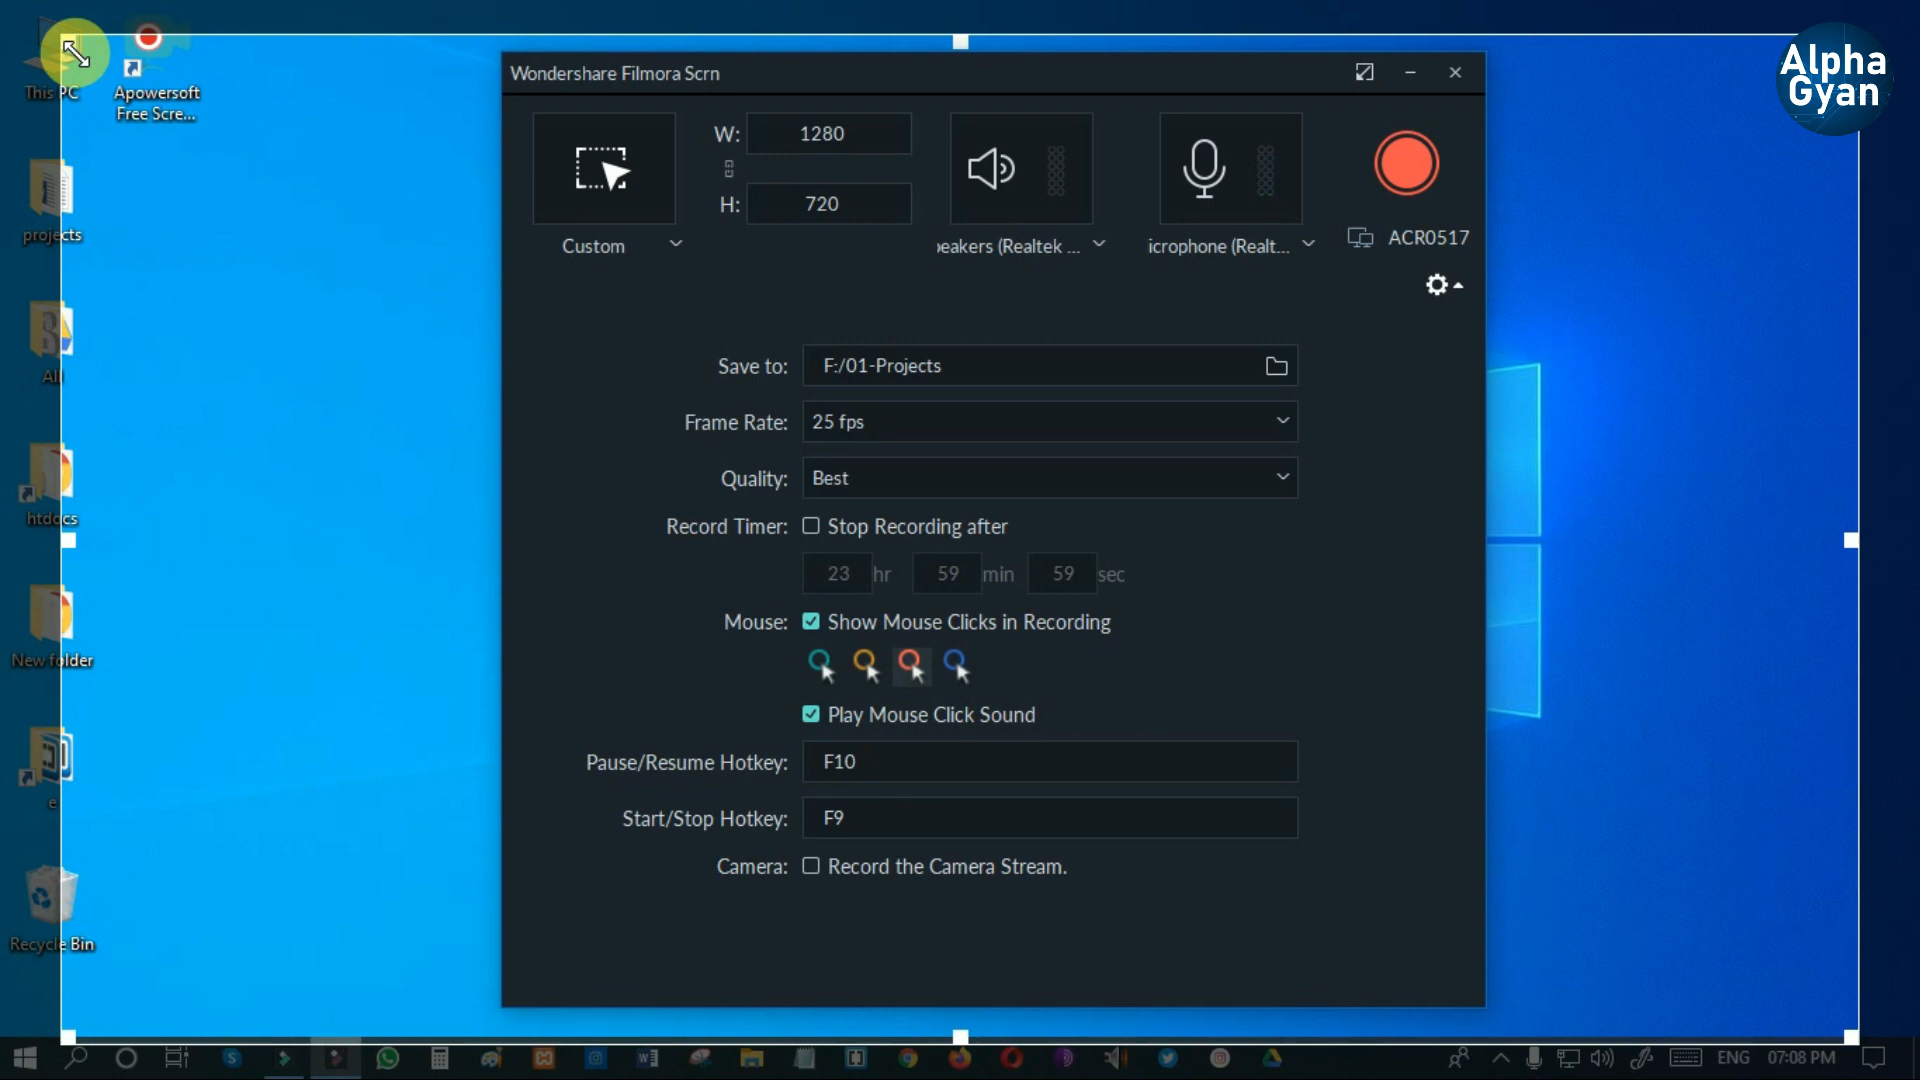 This PC
Apowersoft
Free Scre...
projects
All
htdocs
New folder
e
Recycle Bin
Wondershare Filmora Scrn
W: 1280
H: 720
Custom
eakers (Realtek ...
icrophone (Realt...
ACR0517
Save to: F:/01-Projects
Frame Rate: 25 fps
Quality: Best
Record Timer: Stop Recording after
23 hr 59 min 59 sec
Mouse: Show Mouse Clicks in Recording
Play Mouse Click Sound
Pause/Resume Hotkey: F10
Start/Stop Hotkey: F9
Camera: Record the Camera Stream.
Alpha
Gyan
ENG 07:08 PM